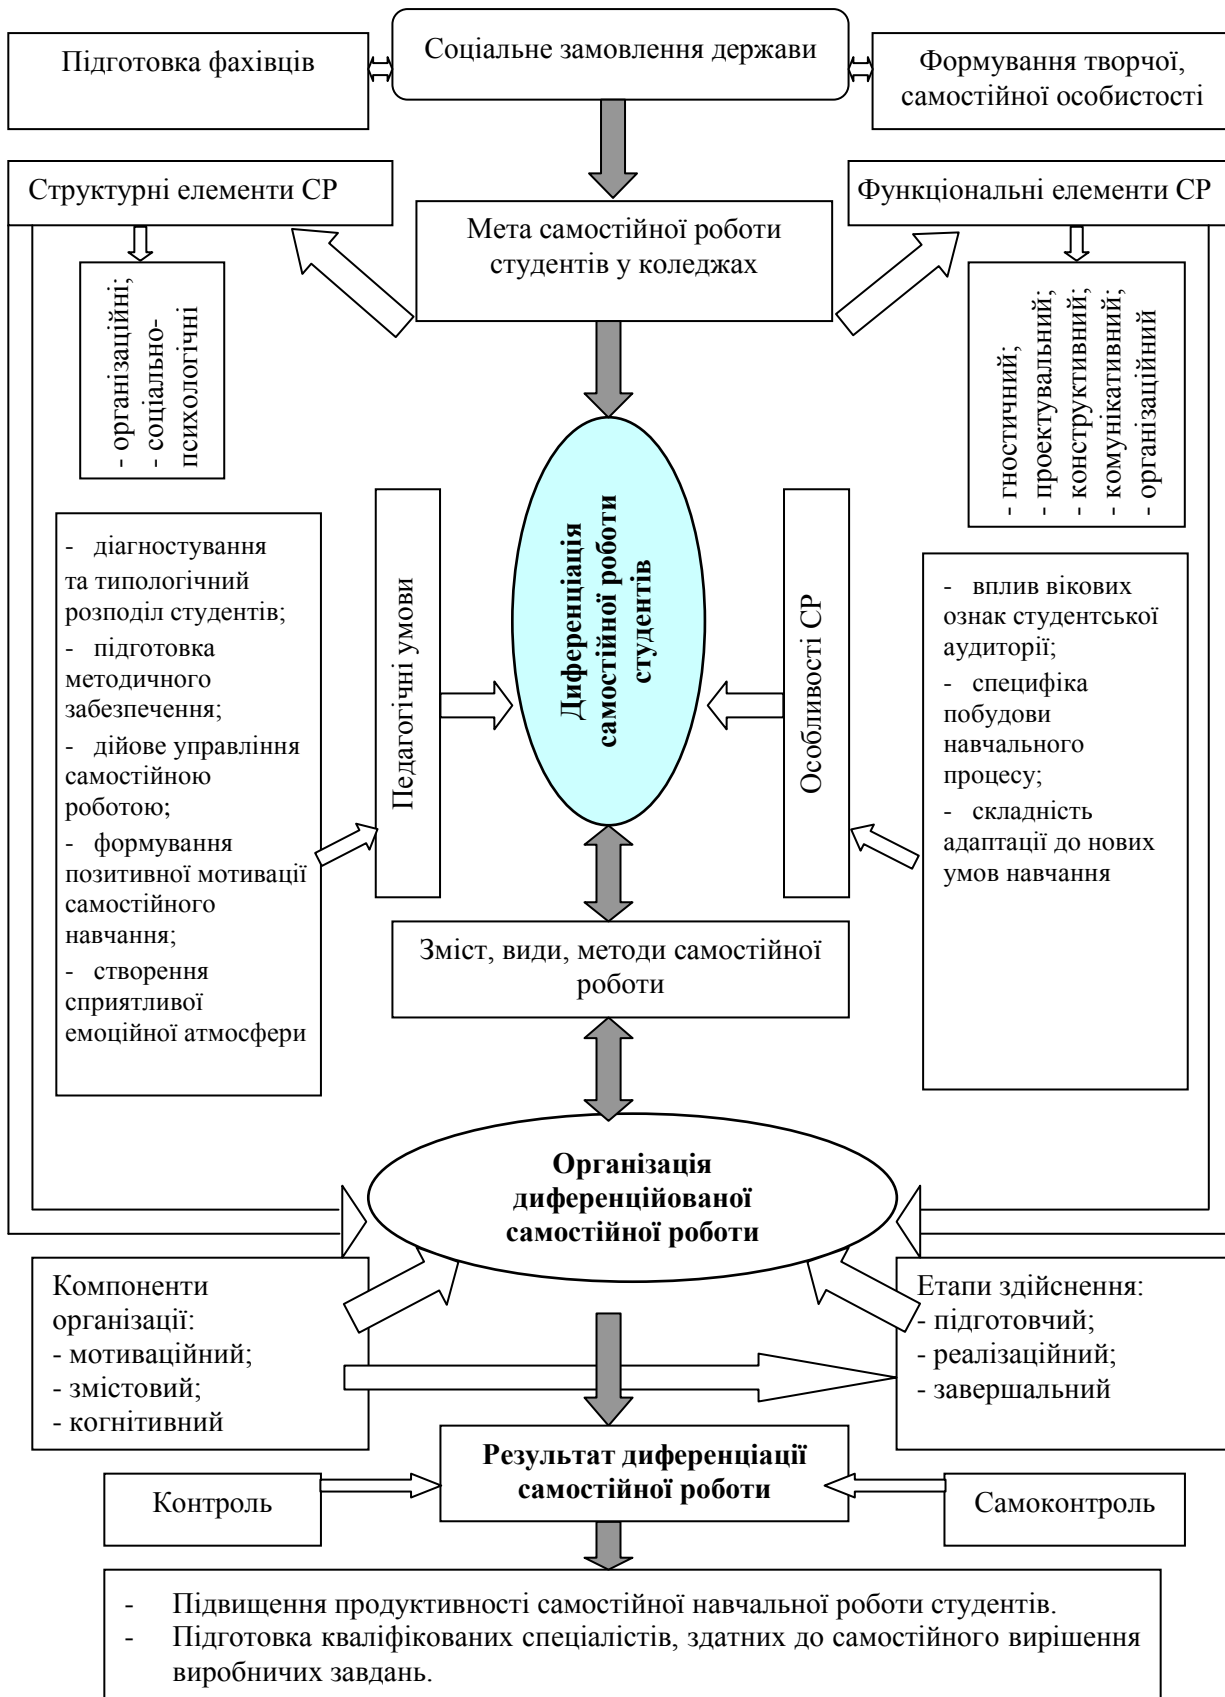 Підготовка фахівців
Соціальне замовлення держави
Формування творчої,
самостійної особистості
Структурні елементи СР
Мета самостійної роботи
студентів у коледжах
Функціональні елементи СР
- організаційні;
- соціально-
психологічні
- гностичний;
- проектувальний;
- конструктивний;
- комунікативний;
- організаційний
- діагностування
та типологічний
розподіл студентів;
- підготовка
методичного
забезпечення;
- дійове управління
самостійною
роботою;
- формування
позитивної мотивації
самостійного
навчання;
- створення
сприятливої
емоційної атмосфери
Педагогічні умови
Диференціація
самостійної роботи
студентів
Особливості СР
- вплив вікових
ознак студентської
аудиторії;
- специфіка
побудови
навчального
процесу;
- складність
адаптації до нових
умов навчання
Зміст, види, методи самостійної
роботи
Організація
диференційованої
самостійної роботи
Компоненти
організації:
- мотиваційний;
- змістовий;
- когнітивний
Етапи здійснення:
- підготовчий;
- реалізаційний;
- завершальний
Результат диференціації
самостійної роботи
Контроль
Самоконтроль
- Підвищення продуктивності самостійної навчальної роботи студентів.
- Підготовка кваліфікованих спеціалістів, здатних до самостійного вирішення
виробничих завдань.